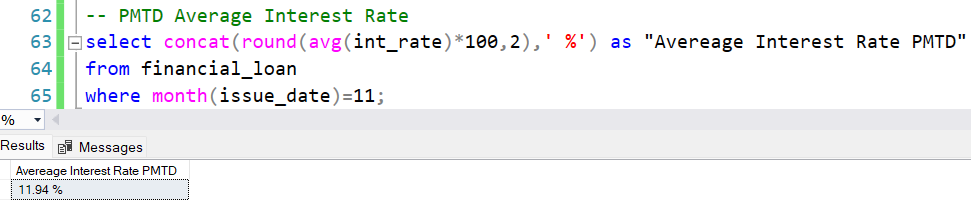 62 -- PMTD Average Interest Rate
63 select concat(round(avg(int_rate)*100,2),' %') as "Avereage Interest Rate PMTD"
64 from financial_loan
65 where month(issue_date)=11;
%
Results Messages
Avereage Interest Rate PMTD
11.94 %